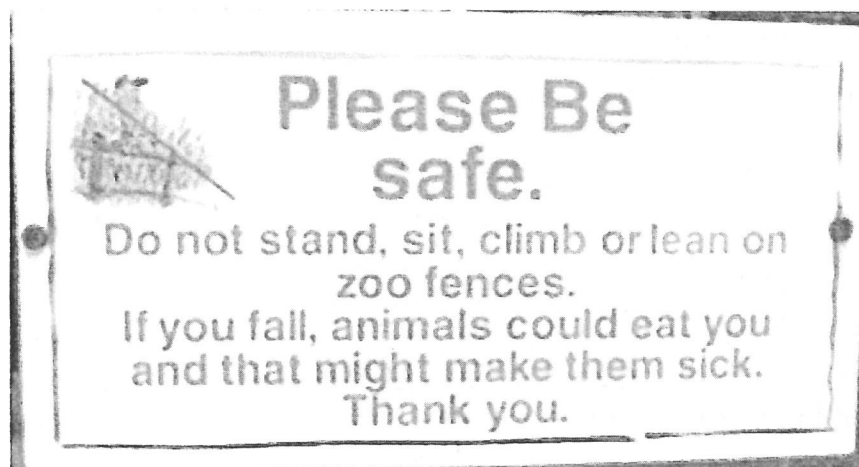 Please Be
safe.
Do not stand, sit, climb or lean on
zoo fences.
If you fall, animals could eat you
and that might make them sick.
Thank you.